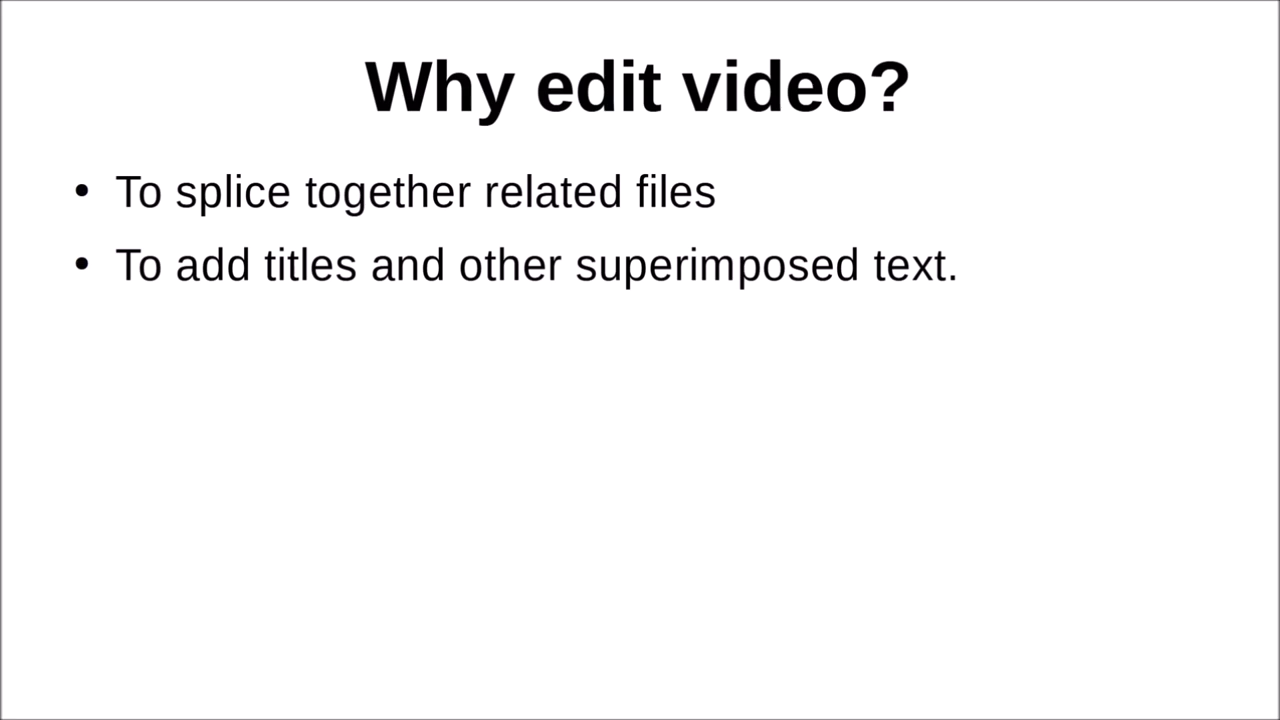 Why edit video?
• To splice together related files
• To add titles and other superimposed text.